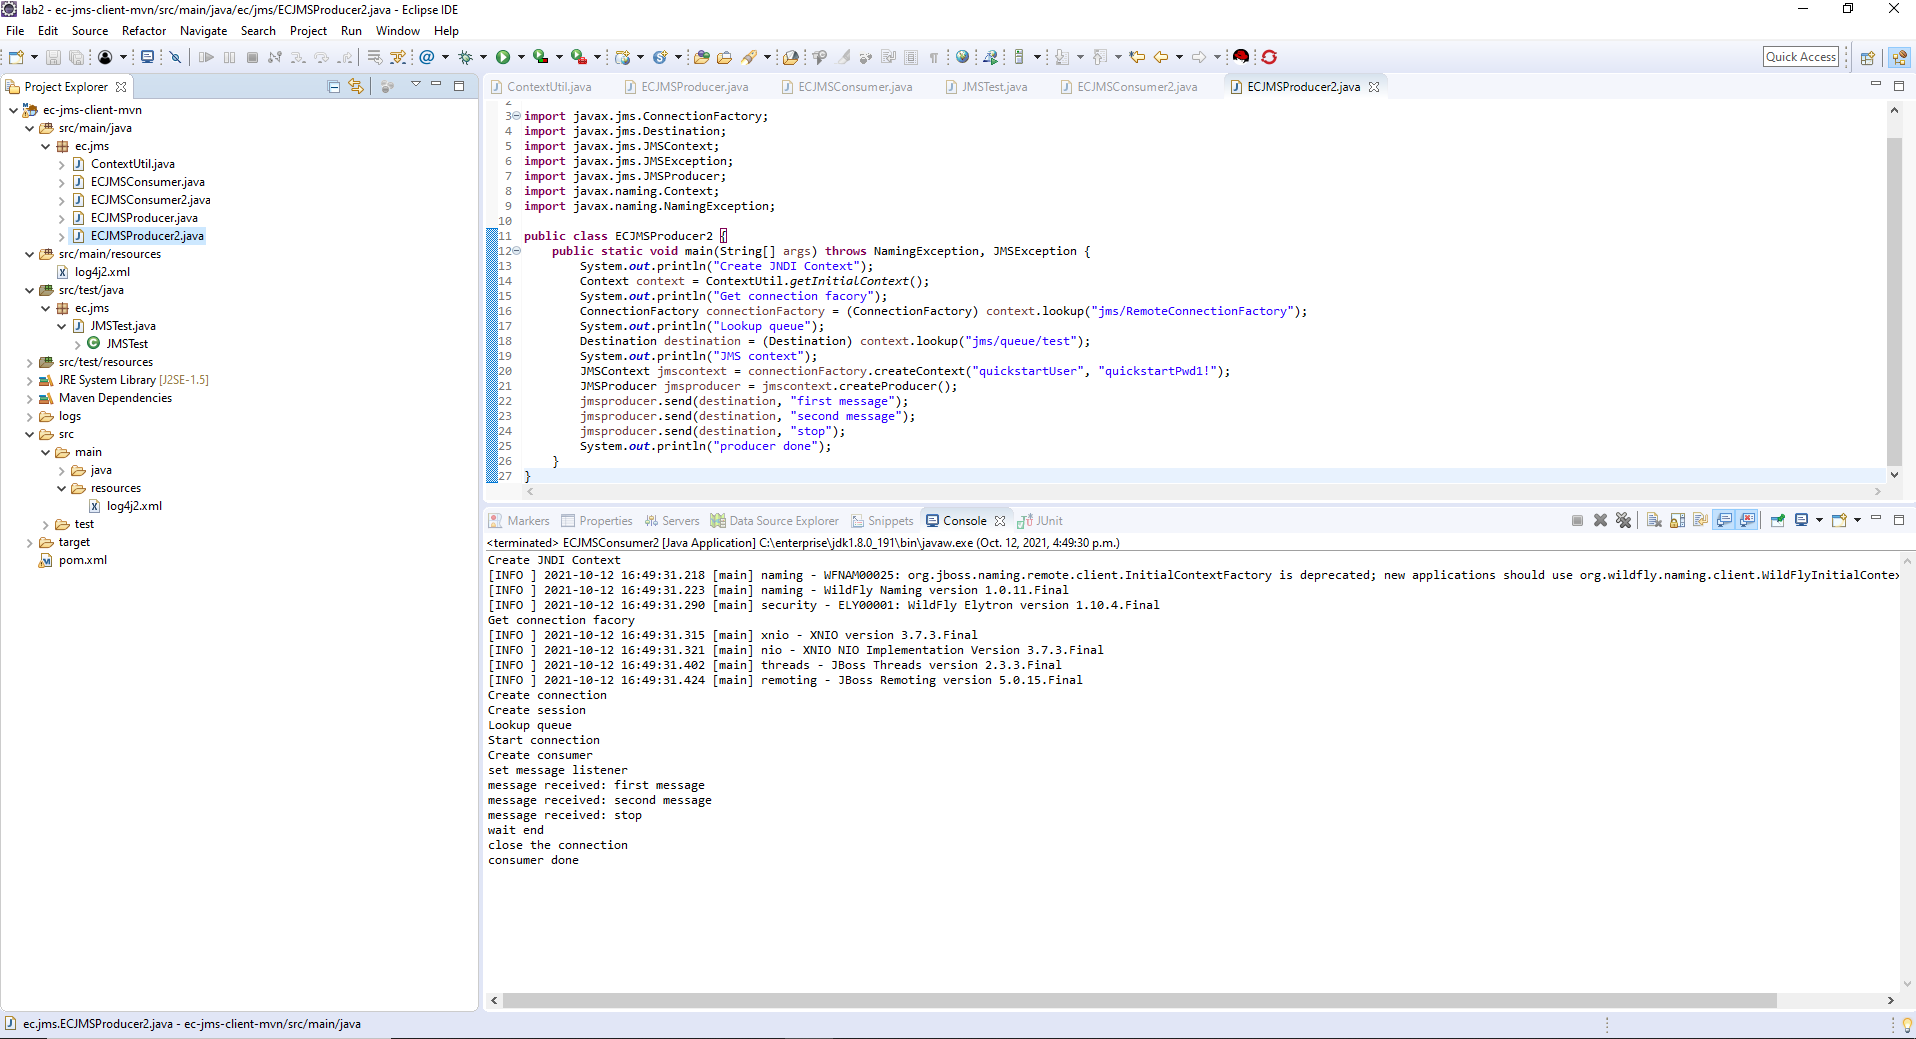 lab2 - ec-jms-client-mvn/src/main/java/ec/jms/ECJMSProducer2.java - Eclipse IDE
File Edit Source Refactor Navigate Search Project Run Window Help
Quick Access
Project Explorer
ec-jms-client-mvn
src/main/java
ec.jms
ContextUtil.java
ECJMSConsumer.java
ECJMSConsumer2.java
ECJMSProducer.java
ECJMSProducer2.java
src/main/resources
log4j2.xml
src/test/java
ec.jms
JMSTest.java
JMSTest
src/test/resources
JRE System Library [J2SE-1.5]
Maven Dependencies
logs
src
main
java
resources
log4j2.xml
test
target
pom.xml
ContextUtil.java ECJMSProducer.java ECJMSConsumer.java JMSTest.java ECJMSConsumer2.java ECJMSProducer2.java
2
3 import javax.jms.ConnectionFactory;
4 import javax.jms.Destination;
5 import javax.jms.JMSContext;
6 import javax.jms.JMSException;
7 import javax.jms.JMSProducer;
8 import javax.naming.Context;
9 import javax.naming.NamingException;
10
11 public class ECJMSProducer2 {
12     public static void main(String[] args) throws NamingException, JMSException {
13         System.out.println("Create JNDI Context");
14         Context context = ContextUtil.getInitialContext();
15         System.out.println("Get connection facory");
16         ConnectionFactory connectionFactory = (ConnectionFactory) context.lookup("jms/RemoteConnectionFactory");
17         System.out.println("Lookup queue");
18         Destination destination = (Destination) context.lookup("jms/queue/test");
19         System.out.println("JMS context");
20         JMSContext jmscontext = connectionFactory.createContext("quickstartUser", "quickstartPwd1!");
21         JMSProducer jmsproducer = jmscontext.createProducer();
22         jmsproducer.send(destination, "first message");
23         jmsproducer.send(destination, "second message");
24         jmsproducer.send(destination, "stop");
25         System.out.println("producer done");
26     }
27 }
Markers Properties Servers Data Source Explorer Snippets Console JUnit
<terminated> ECJMSConsumer2 [Java Application] C:\enterprise\jdk1.8.0_191\bin\javaw.exe (Oct. 12, 2021, 4:49:30 p.m.)
Create JNDI Context
[INFO ] 2021-10-12 16:49:31.218 [main] naming - WFNAM00025: org.jboss.naming.remote.client.InitialContextFactory is deprecated; new applications should use org.wildfly.naming.client.WildFlyInitialContex
[INFO ] 2021-10-12 16:49:31.223 [main] naming - WildFly Naming version 1.0.11.Final
[INFO ] 2021-10-12 16:49:31.290 [main] security - ELY00001: WildFly Elytron version 1.10.4.Final
Get connection facory
[INFO ] 2021-10-12 16:49:31.315 [main] xnio - XNIO version 3.7.3.Final
[INFO ] 2021-10-12 16:49:31.321 [main] nio - XNIO NIO Implementation Version 3.7.3.Final
[INFO ] 2021-10-12 16:49:31.402 [main] threads - JBoss Threads version 2.3.3.Final
[INFO ] 2021-10-12 16:49:31.424 [main] remoting - JBoss Remoting version 5.0.15.Final
Create connection
Create session
Lookup queue
Start connection
Create consumer
set message listener
message received: first message
message received: second message
message received: stop
wait end
close the connection
consumer done
ec.jms.ECJMSProducer2.java - ec-jms-client-mvn/src/main/java